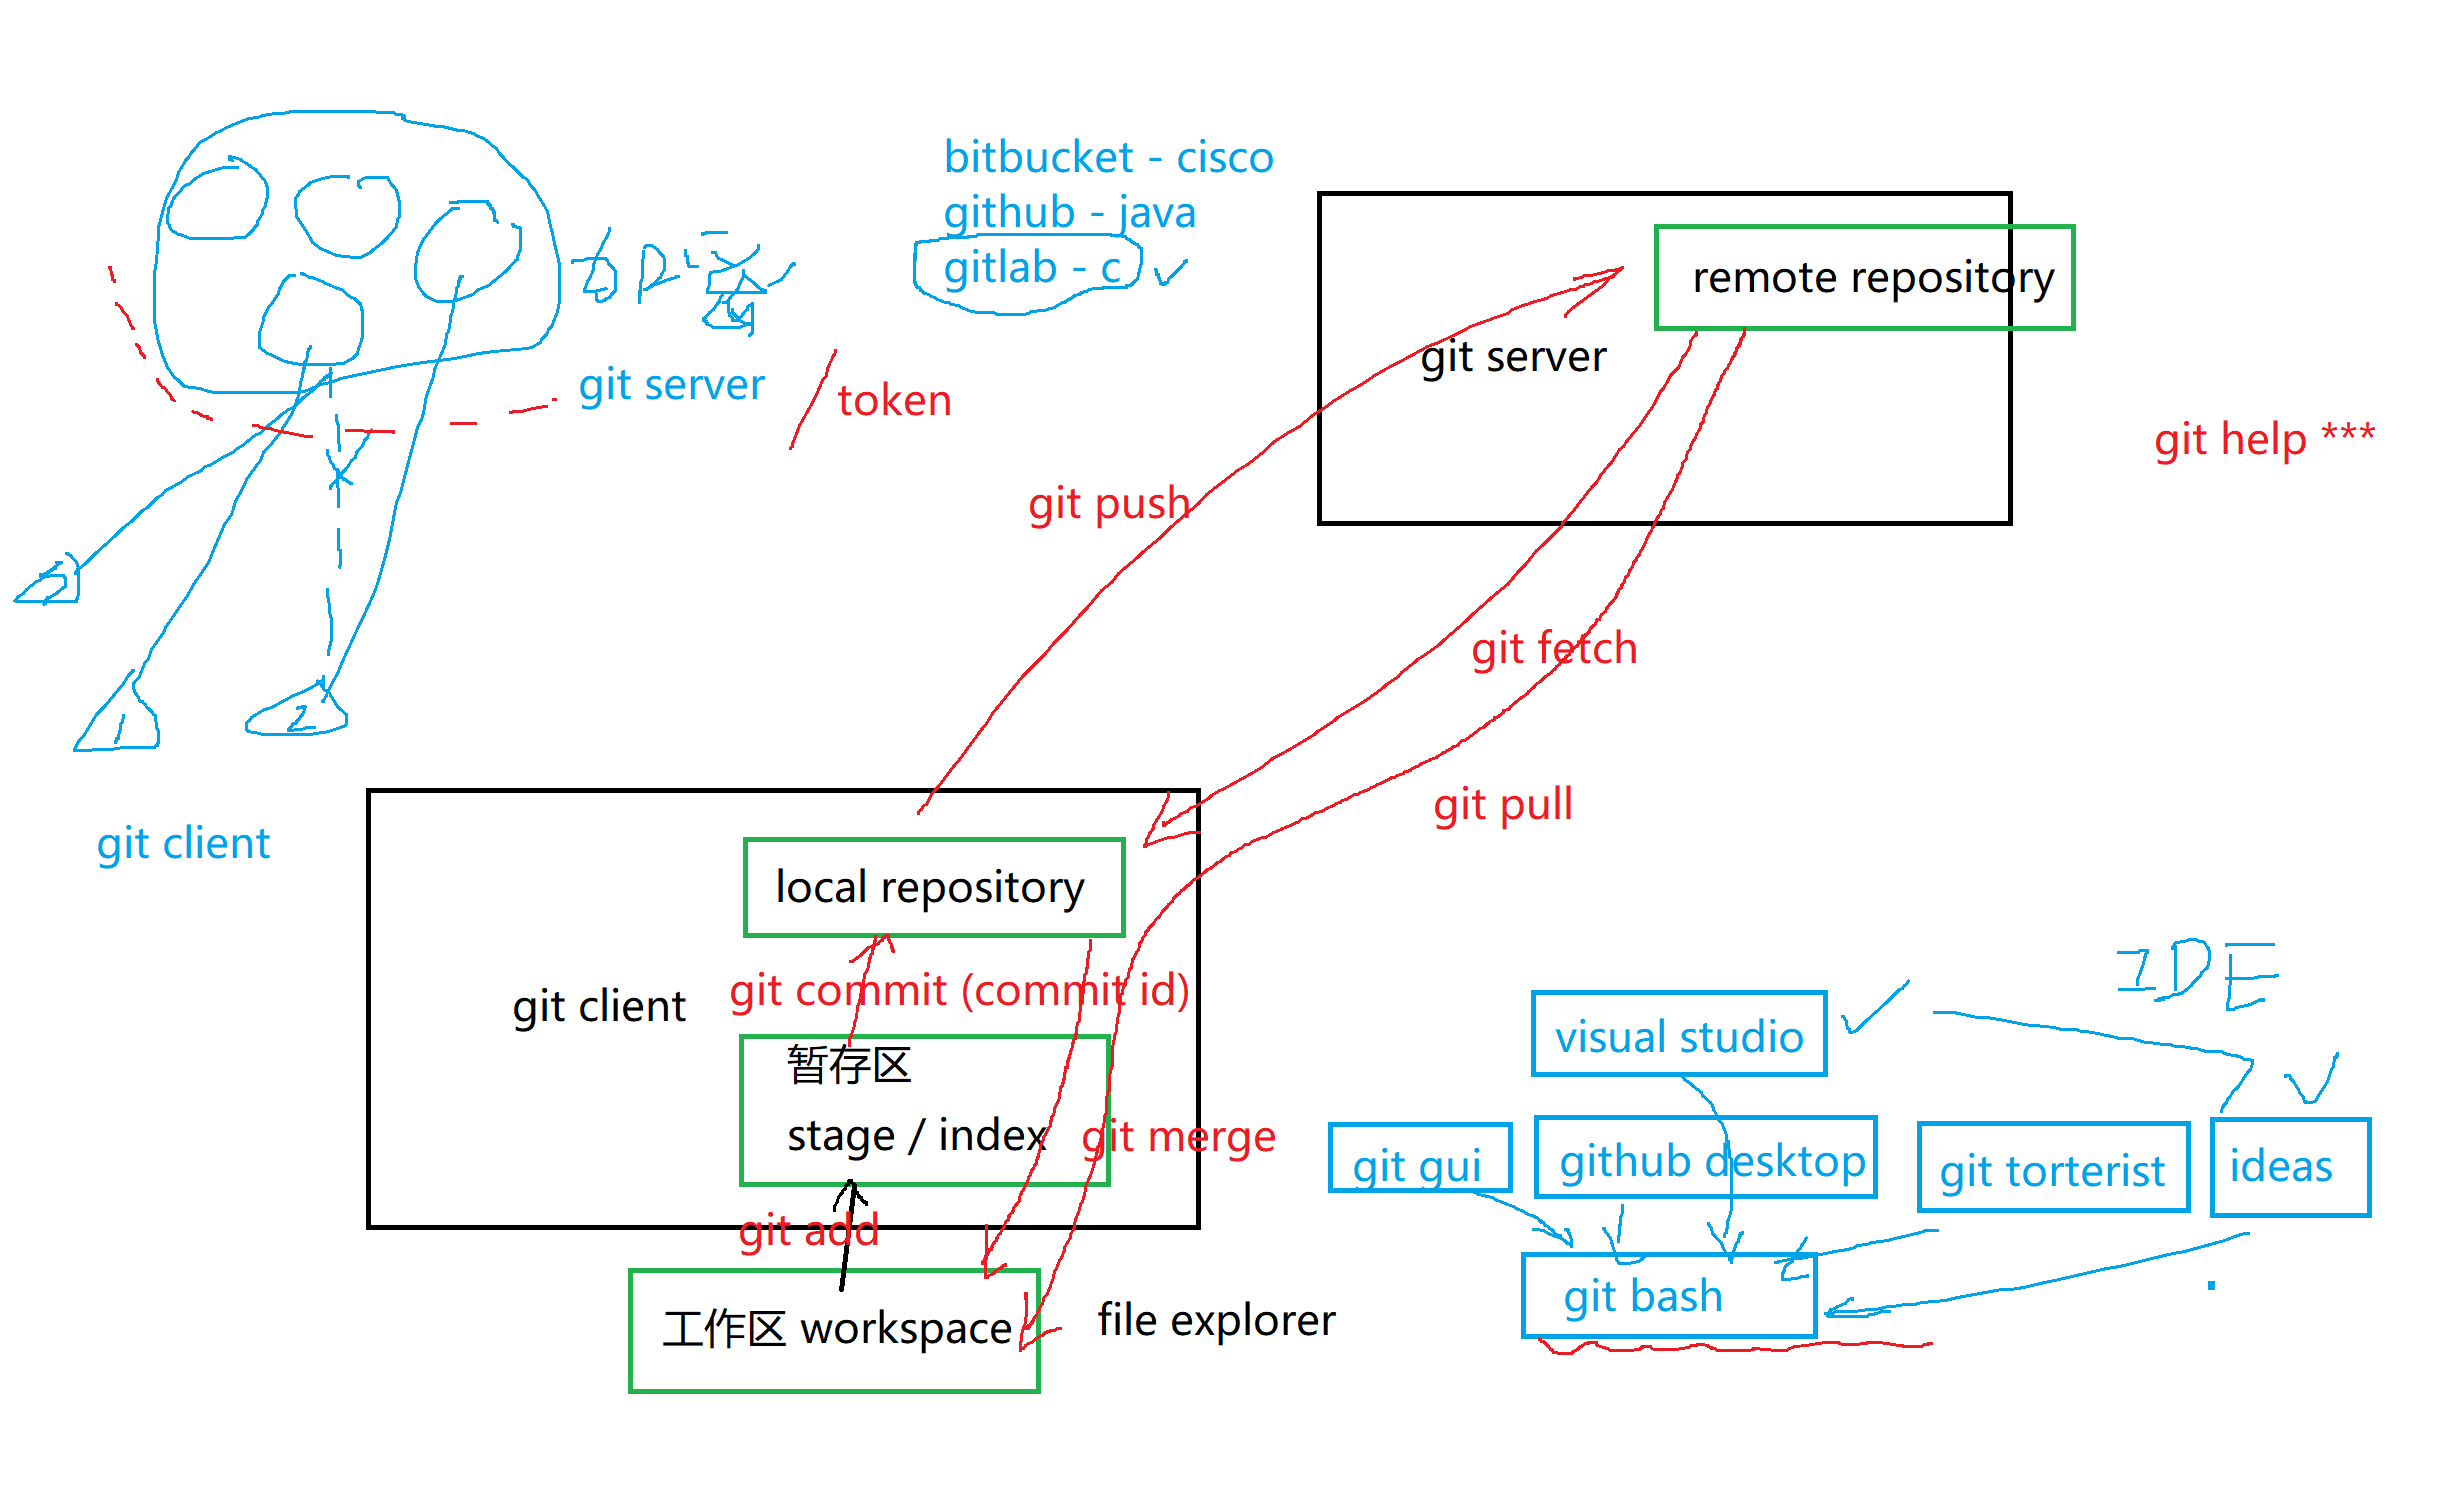 bitbucket - cisco
github - java
gitlab - c
git server
token
remote repository
git server
git help ***
git push
git fetch
git pull
3
1
2
git client
local repository
git commit (commit id)
git client
暂存区
stage / index
git merge
git add
工作区 workspace
file explorer
IDE
visual studio
git gui
github desktop
git torterist
ideas
git bash